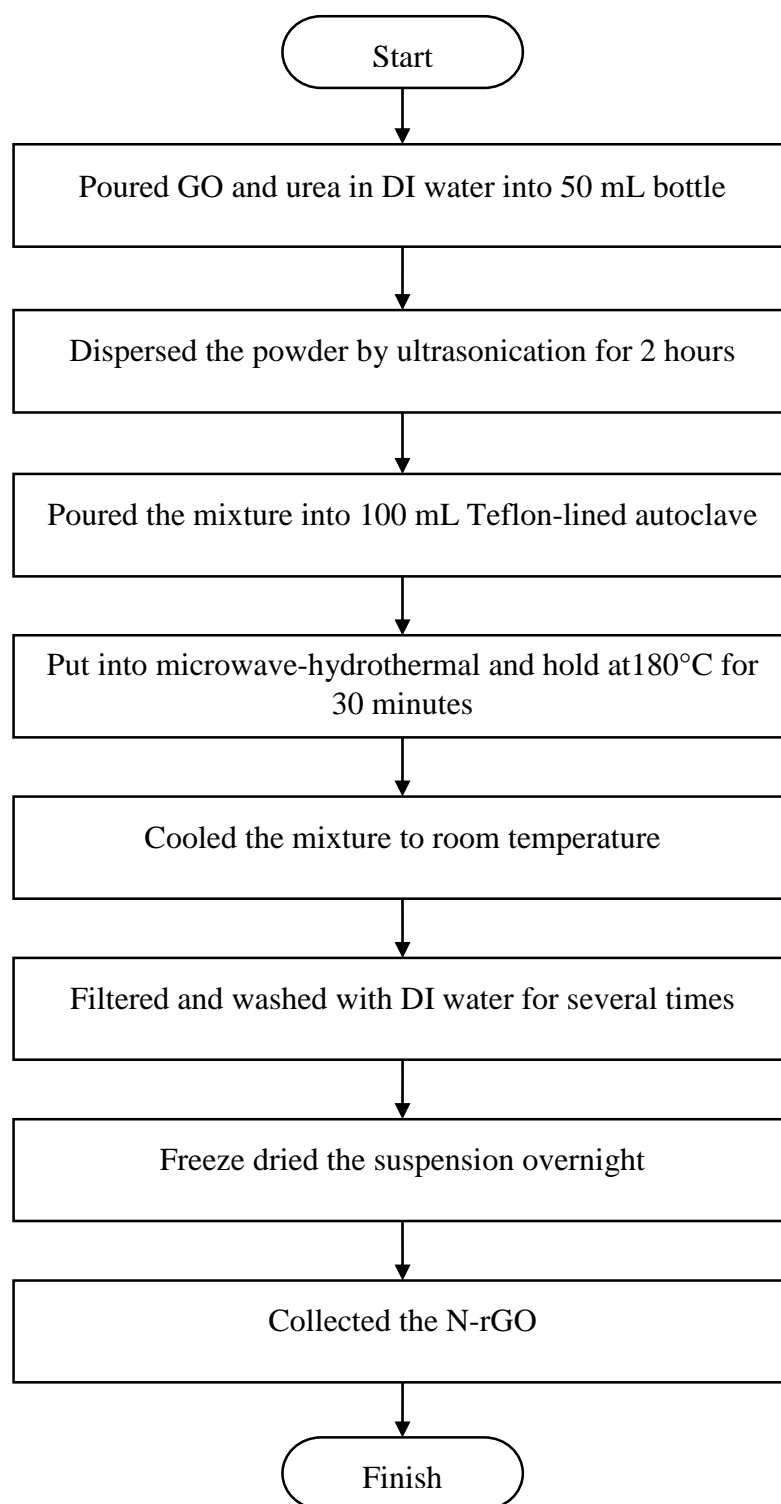 Start
Poured GO and urea in DI water into 50 mL bottle
Dispersed the powder by ultrasonication for 2 hours
Poured the mixture into 100 mL Teflon-lined autoclave
Put into microwave-hydrothermal and hold at180°C for
30 minutes
Cooled the mixture to room temperature
Filtered and washed with DI water for several times
Freeze dried the suspension overnight
Collected the N-rGO
Finish